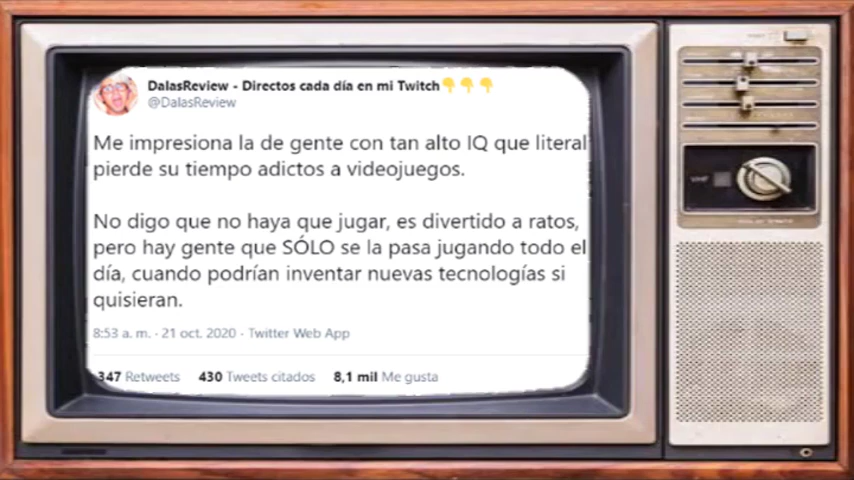 DalasReview - Directos cada día en mi Twitch👇👇👇
@DalasReview
Me impresiona la de gente con tan alto IQ que literal
pierde su tiempo adictos a videojuegos.
No digo que no haya que jugar, es divertido a ratos,
pero hay gente que SÓLO se la pasa jugando todo el
día, cuando podrían inventar nuevas tecnologías si
quisieran.
8:53 a. m. · 21 oct. 2020 · Twitter Web App
347 Retweets 430 Tweets citados 8,1 mil Me gusta